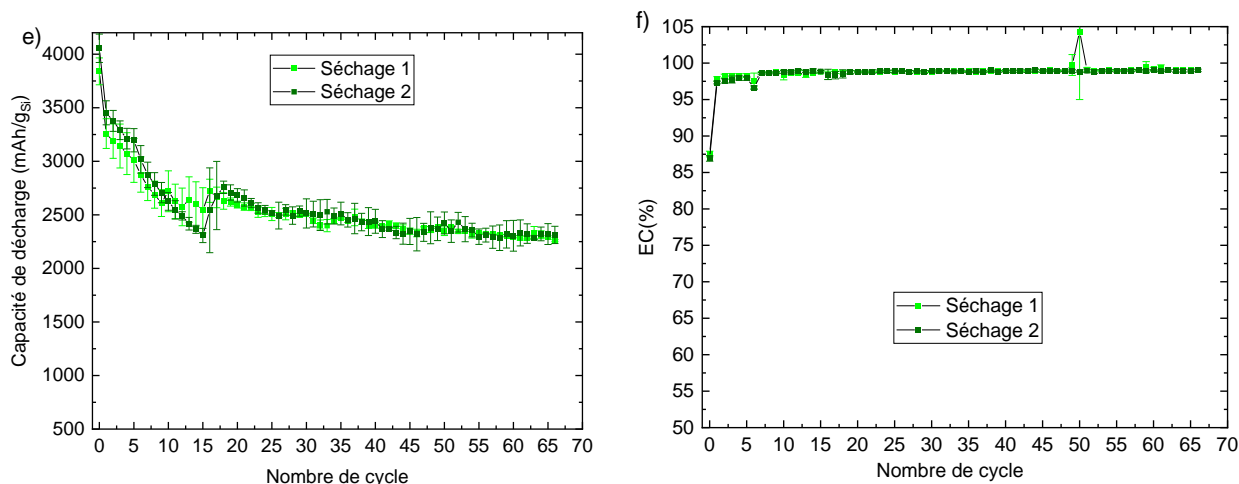 e)
Capacité de décharge (mAh/gSi)
4000
3500
3000
2500
2000
1500
1000
500
Séchage 1
Séchage 2
0 5 10 15 20 25 30 35 40 45 50 55 60 65 70
Nombre de cycle
f)
EC(%)
105
100
95
90
85
80
75
70
65
60
55
50
Séchage 1
Séchage 2
0 5 10 15 20 25 30 35 40 45 50 55 60 65 70
Nombre de cycle